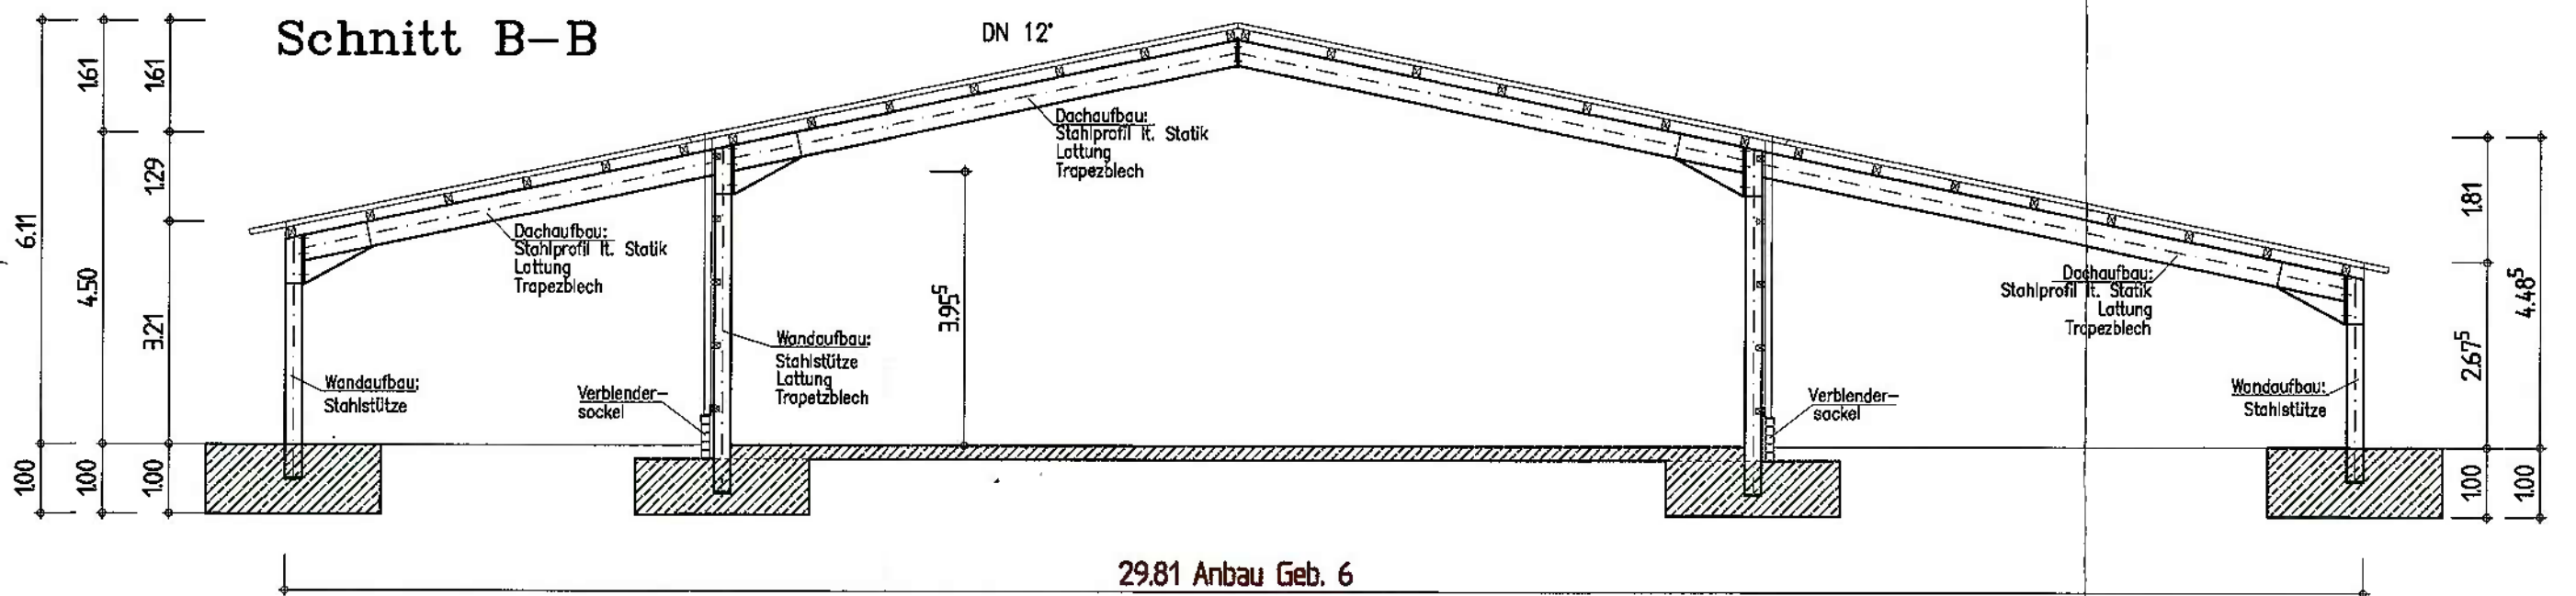 Schnitt B-B
DN 12°
6.11
1.00
1.61
4.50
1.00
1.61
1.29
3.21
1.00
Dachaufbau:
Stahlprofil lt. Statik
Lattung
Trapezblech
Dachaufbau:
Stahlprofil lt. Statik
Lattung
Trapezblech
Wandaufbau:
Stahlstütze
Verblender-
sockel
Wandaufbau:
Stahlstütze
Lattung
Trapetzblech
3.95⁵
Dachaufbau:
Stahlprofil lt. Statik
Lattung
Trapezblech
Verblender-
sockel
Wandaufbau:
Stahlstütze
1.81
2.67⁵
1.00
4.48⁵
1.00
29.81 Anbau Geb. 6